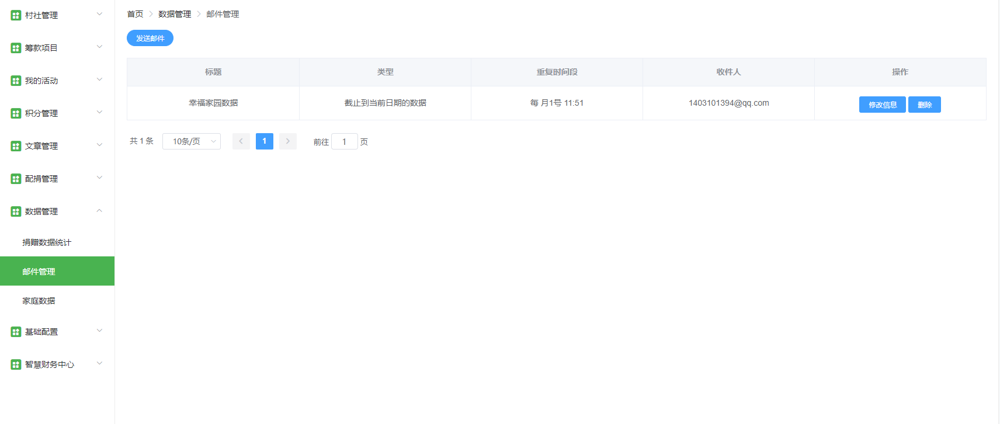 村社管理
筹款项目
我的活动
积分管理
文章管理
配捐管理
数据管理
捐赠数据统计
邮件管理
家庭数据
基础配置
智慧财务中心
首页 数据管理 邮件管理
发送邮件
标题 类型 重复时间段 收件人 操作
幸福家园数据 截止到当前日期的数据 每 月1号 11:51 1403101394@qq.com 修改信息 删除
共 1 条 10条/页 1 前往 1 页